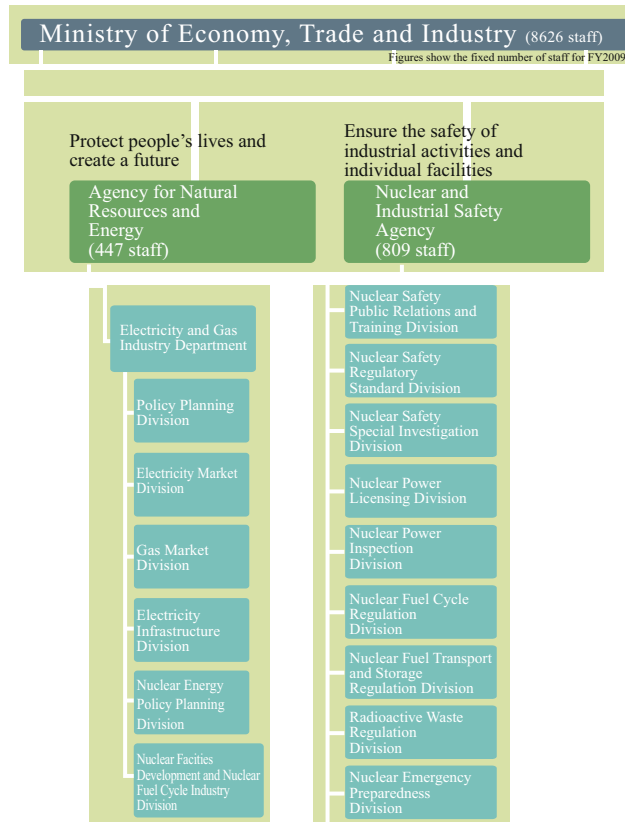 Ministry of Economy, Trade and Industry (8626 staff)
Figures show the fixed number of staff for FY2009
Protect people's lives and
create a future
Agency for Natural
Resources and
Energy
(447 staff)
Electricity and Gas
Industry Department
Policy Planning
Division
Electricity Market
Division
Gas Market
Division
Electricity
Infrastructure
Division
Nuclear Energy
Policy Planning
Division
Nuclear Facities
Development and Nuclear
Fuel Cycle Industry
Division
Ensure the safety of
industrial activities and
individual facilities
Nuclear and
Industrial Safety
Agency
(809 staff)
Nuclear Safety
Public Relations and
Training Division
Nuclear Safety
Regulatory
Standard Division
Nuclear Safety
Special Investigation
Division
Nuclear Power
Licensing Division
Nuclear Power
Inspection
Division
Nuclear Fuel Cycle
Regulation
Division
Nuclear Fuel Transport
and Storage
Regulation Division
Radioactive Waste
Regulation
Division
Nuclear Emergency
Preparedness
Division